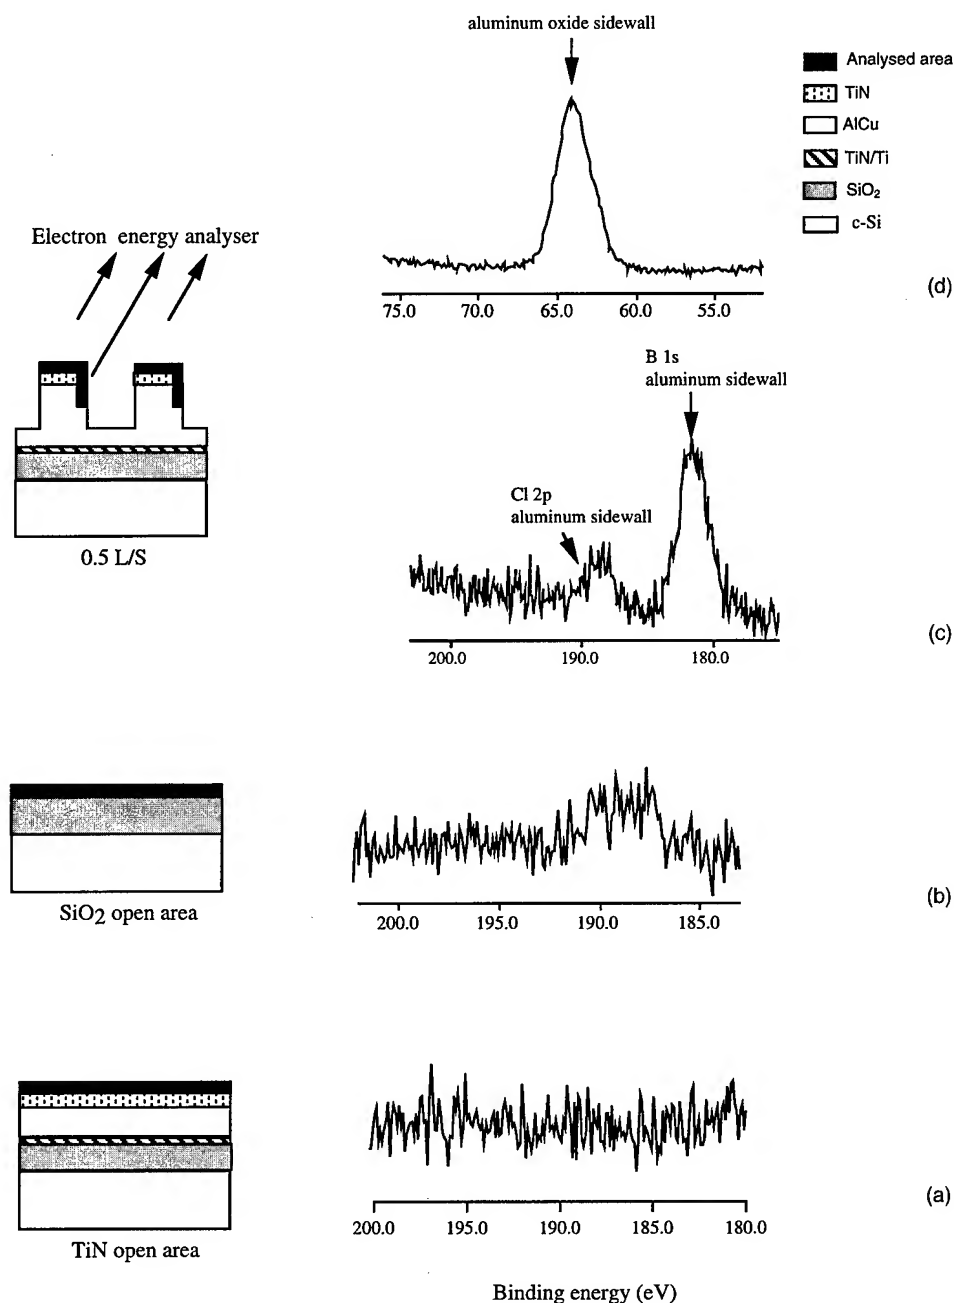 aluminum oxide sidewall
Analysed area
TiN
AlCu
TiN/Ti
SiO2
c-Si
Electron energy analyser
75.0 70.0 65.0 60.0 55.0
(d)
B 1s
aluminum sidewall
Cl 2p
aluminum sidewall
0.5 L/S
200.0 190.0 180.0
(c)
SiO2 open area
200.0 195.0 190.0 185.0
(b)
TiN open area
200.0 195.0 190.0 185.0 180.0
(a)
Binding energy (eV)